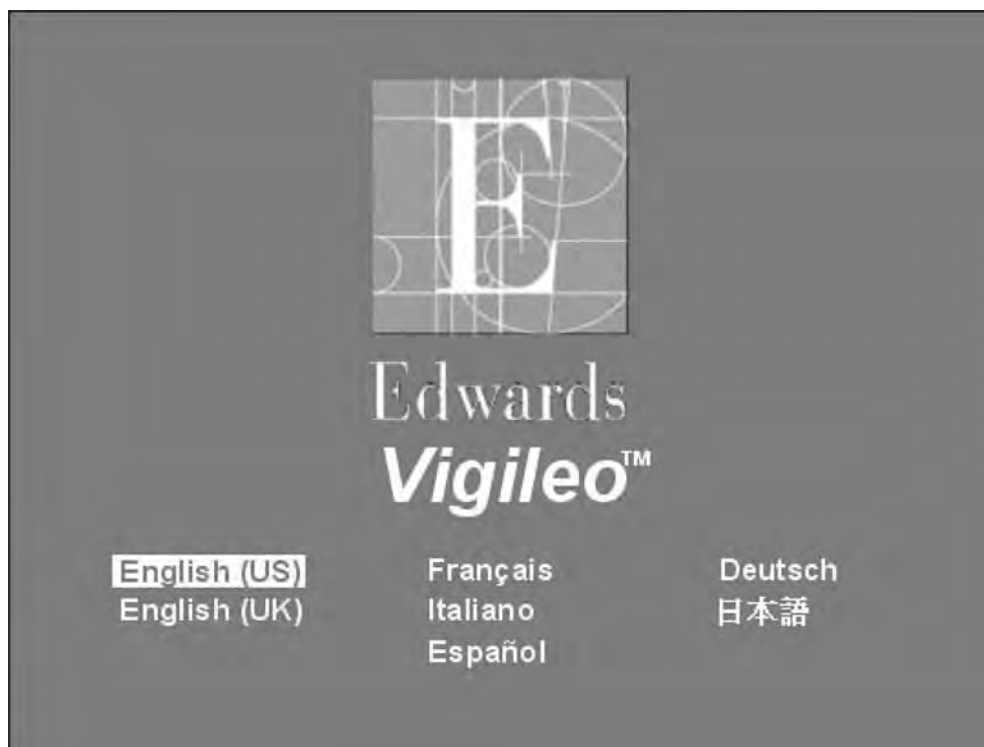 E
Edwards
Vigileo™
English (US)
English (UK)
Français
Italiano
Español
Deutsch
日本語